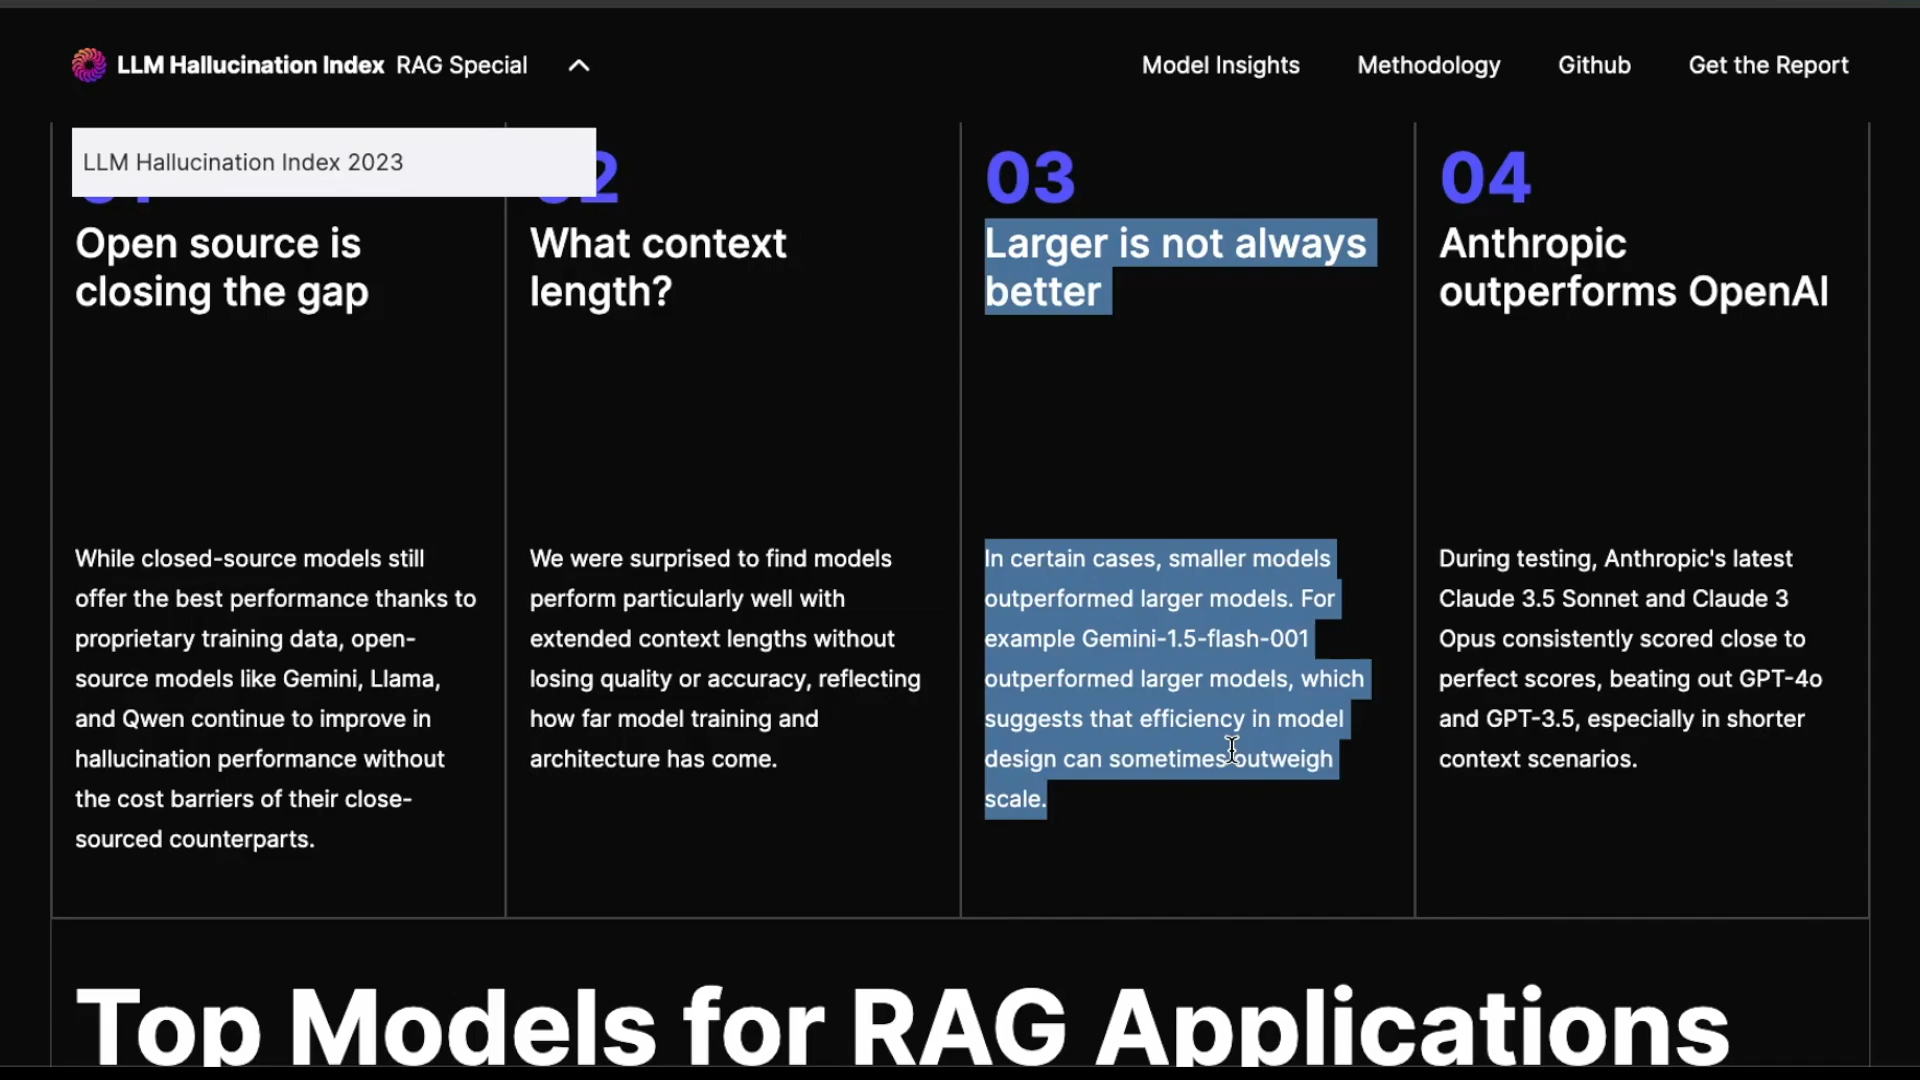 LLM Hallucination Index RAG Special
Model Insights
Methodology
Github
Get the Report
LLM Hallucination Index 2023
Open source is
closing the gap
While closed-source models still
offer the best performance thanks to
proprietary training data, open-
source models like Gemini, Llama,
and Qwen continue to improve in
hallucination performance without
the cost barriers of their close-
sourced counterparts.
What context
length?
We were surprised to find models
perform particularly well with
extended context lengths without
losing quality or accuracy, reflecting
how far model training and
architecture has come.
03
Larger is not always
better
In certain cases, smaller models
outperformed larger models. For
example Gemini-1.5-flash-001
outperformed larger models, which
suggests that efficiency in model
design can sometimes outweigh
scale.
04
Anthropic
outperforms OpenAI
During testing, Anthropic's latest
Claude 3.5 Sonnet and Claude 3
Opus consistently scored close to
perfect scores, beating out GPT-4o
and GPT-3.5, especially in shorter
context scenarios.
Top Models for RAG Applications